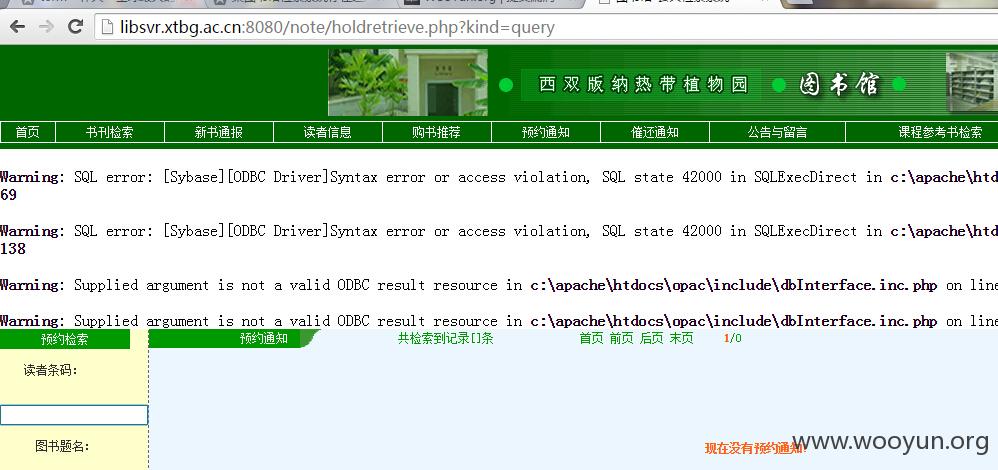 libsvr.xtbg.ac.cn:8080/note/holdretrieve.php?kind=query
西双版纳热带植物园 图书馆
首页 书刊检索 新书通报 读者信息 购书推荐 预约通知 催还通知 公告与留言 课程参考书检索
Warning: SQL error: [Sybase][ODBC Driver]Syntax error or access violation, SQL state 42000 in SQLExecDirect in c:\apache\htd
69
Warning: SQL error: [Sybase][ODBC Driver]Syntax error or access violation, SQL state 42000 in SQLExecDirect in c:\apache\htd
138
Warning: Supplied argument is not a valid ODBC result resource in c:\apache\htdocs\opac\include\dbInterface.inc.php on line
Warning: Supplied argument is not a valid ODBC result resource in c:\apache\htdocs\opac\include\dbInterface.inc.php on line
预约检索 预约通知 共检索到记录[]条 首页 前页 后页 末页 1/0
读者条码:
图书题名:
现在没有预约通知!
www.wooyun.org